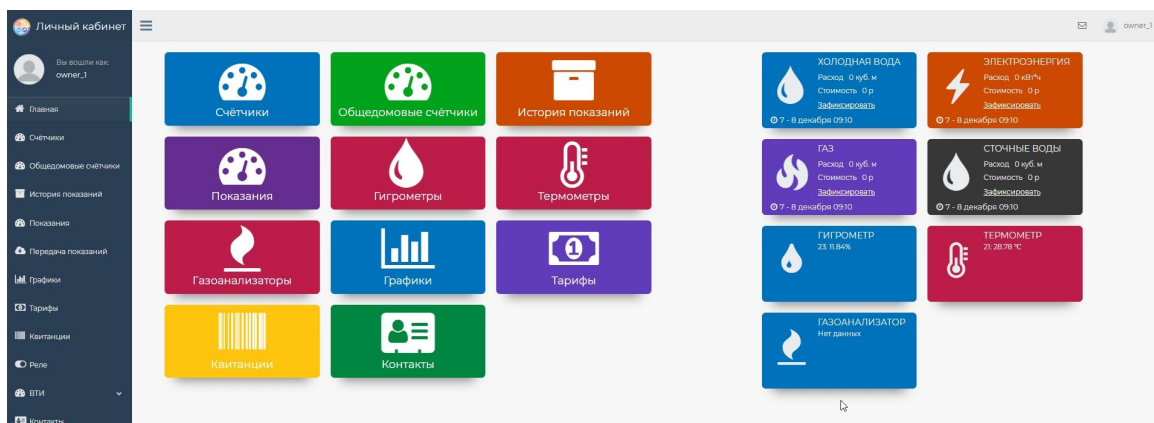 Личный кабинет
owner_1
Вы вошли как:
owner_1
Главная
Счётчики
Общедомовые счётчики
История показаний
Показания
Передача показаний
Графики
Тарифы
Квитанции
Реле
ВТИ
Контакты
Счётчики
Общедомовые счётчики
История показаний
Показания
Гигрометры
Термометры
Газоанализаторы
Графики
Тарифы
Квитанции
Контакты
ХОЛОДНАЯ ВОДА
Расход 0 куб. м
Стоимость 0 р
Зафиксировать
7 - 8 декабря 09:10
ЭЛЕКТРОЭНЕРГИЯ
Расход 0 кВт*ч
Стоимость 0 р
Зафиксировать
7 - 8 декабря 09:10
ГАЗ
Расход 0 куб. м
Стоимость 0 р
Зафиксировать
7 - 8 декабря 09:10
СТОЧНЫЕ ВОДЫ
Расход 0 куб. м
Стоимость 0 р
Зафиксировать
7 - 8 декабря 09:10
ГИГРОМЕТР
23: 11.84%
ТЕРМОМЕТР
21: 28.78 °C
ГАЗОАНАЛИЗАТОР
Нет данных